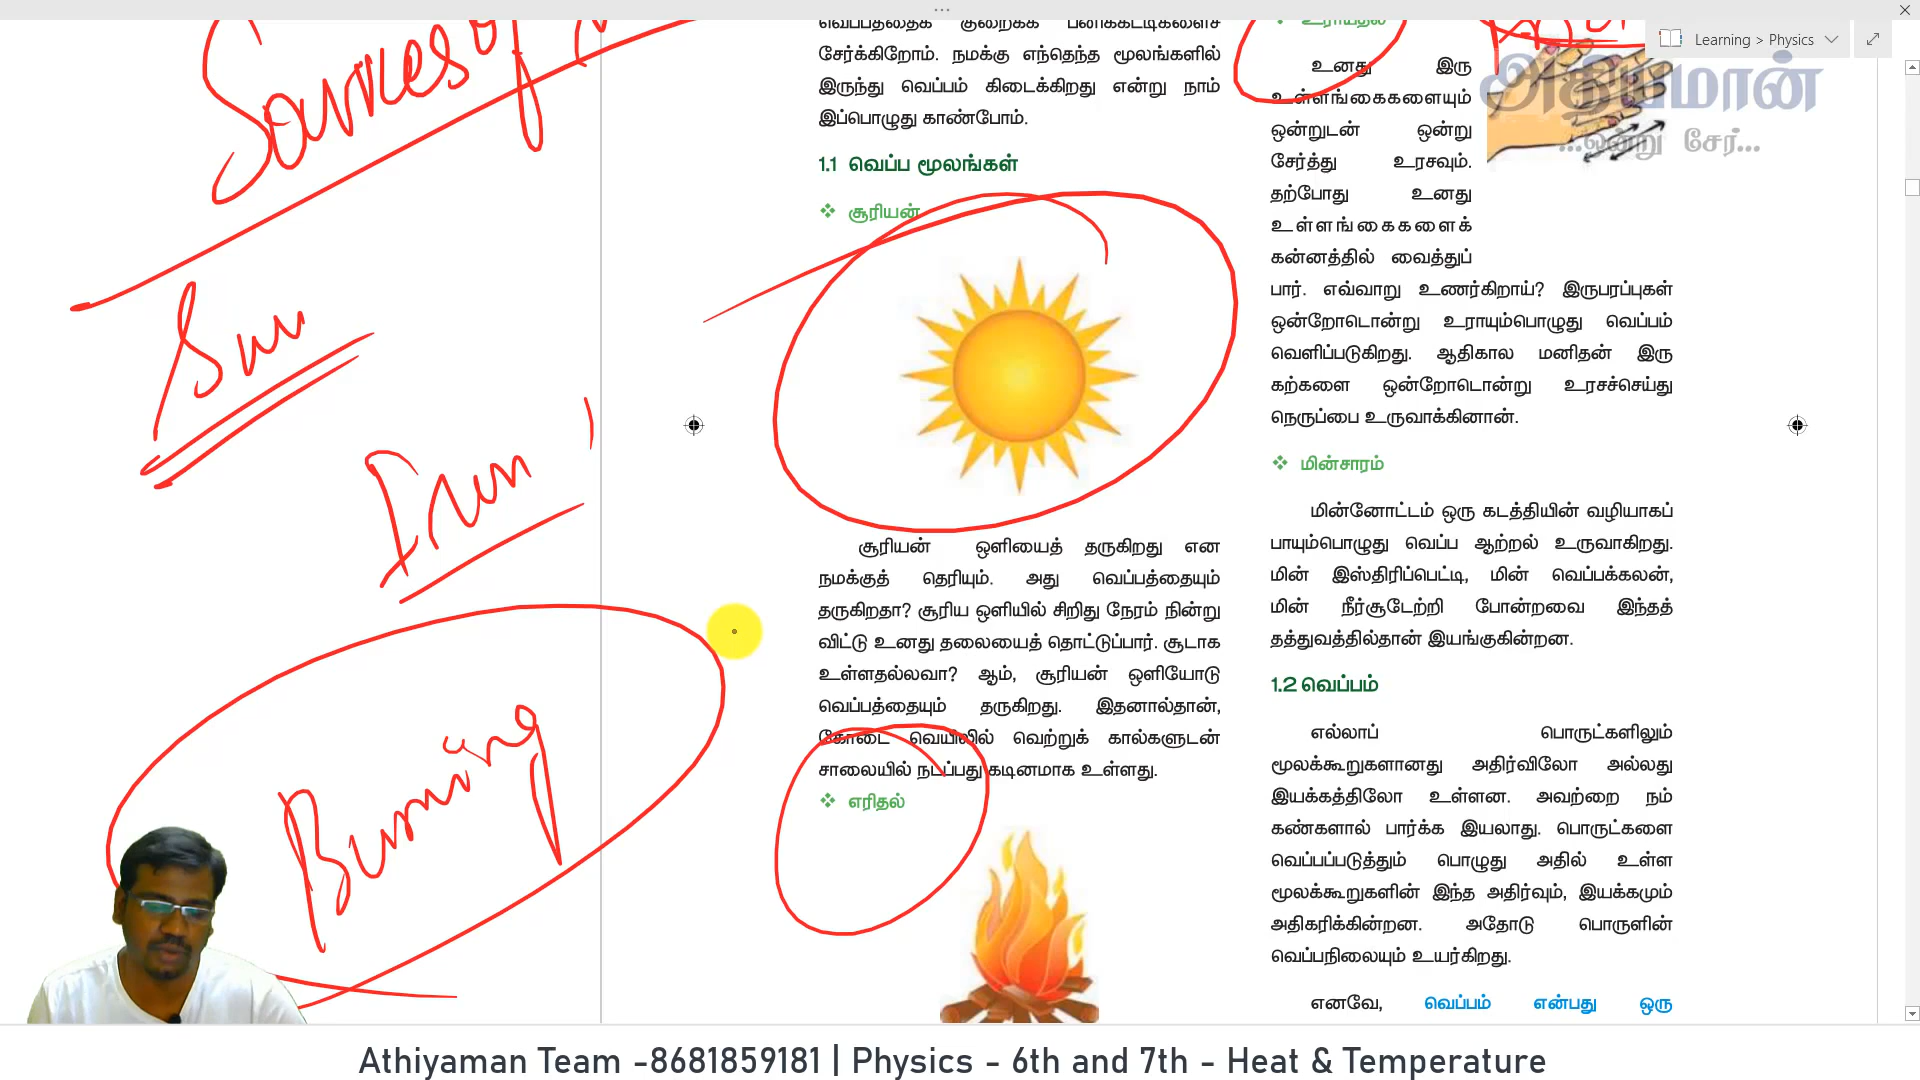 Learning > Physics
Sources of
Sun
Burning
வெப்பத்தைக் குறைக்க பனிக்கட்டிகளைச்
சேர்க்கிறோம். நமக்கு எந்தெந்த மூலங்களில்
இருந்து வெப்பம் கிடைக்கிறது என்று நாம்
இப்பொழுது காண்போம்.
1.1 வெப்ப மூலங்கள்
❖ சூரியன்
சூரியன் ஒளியைத் தருகிறது என
நமக்குத் தெரியும். அது வெப்பத்தையும்
தருகிறதா? சூரிய ஒளியில் சிறிது நேரம் நின்று
விட்டு உனது தலையைத் தொட்டுப்பார். சூடாக
உள்ளதல்லவா? ஆம், சூரியன் ஒளியோடு
வெப்பத்தையும் தருகிறது. இதனால்தான்,
கோடை வெயிலில் வெற்றுக் கால்களுடன்
சாலையில் நடப்பது கடினமாக உள்ளது.
❖ எரிதல்
❖ உராய்தல்
உனது இரு
உள்ளங்கைகளையும்
ஒன்றுடன் ஒன்று
சேர்த்து உரசவும்.
தற்போது உனது
உள்ளங்கைகளைக்
கன்னத்தில் வைத்துப்
பார். எவ்வாறு உணர்கிறாய்? இருபரப்புகள்
ஒன்றோடொன்று உராயும்பொழுது வெப்பம்
வெளிப்படுகிறது. ஆதிகால மனிதன் இரு
கற்களை ஒன்றோடொன்று உரசச்செய்து
நெருப்பை உருவாக்கினான்.
❖ மின்சாரம்
மின்னோட்டம் ஒரு கடத்தியின் வழியாகப்
பாயும்பொழுது வெப்ப ஆற்றல் உருவாகிறது.
மின் இஸ்திரிப்பெட்டி, மின் வெப்பக்கலன்,
மின் நீர்சூடேற்றி போன்றவை இந்தத்
தத்துவத்தில்தான் இயங்குகின்றன.
1.2 வெப்பம்
எல்லாப் பொருட்களிலும்
மூலக்கூறுகளானது அதிர்விலோ அல்லது
இயக்கத்திலோ உள்ளன. அவற்றை நம்
கண்களால் பார்க்க இயலாது. பொருட்களை
வெப்பப்படுத்தும் பொழுது அதில் உள்ள
மூலக்கூறுகளின் இந்த அதிர்வும், இயக்கமும்
அதிகரிக்கின்றன. அதோடு பொருளின்
வெப்பநிலையும் உயர்கிறது.
எனவே, வெப்பம் என்பது ஒரு
அதியமான்
...ஒன்று சேர்...
Athiyaman Team -8681859181 | Physics - 6th and 7th - Heat & Temperature